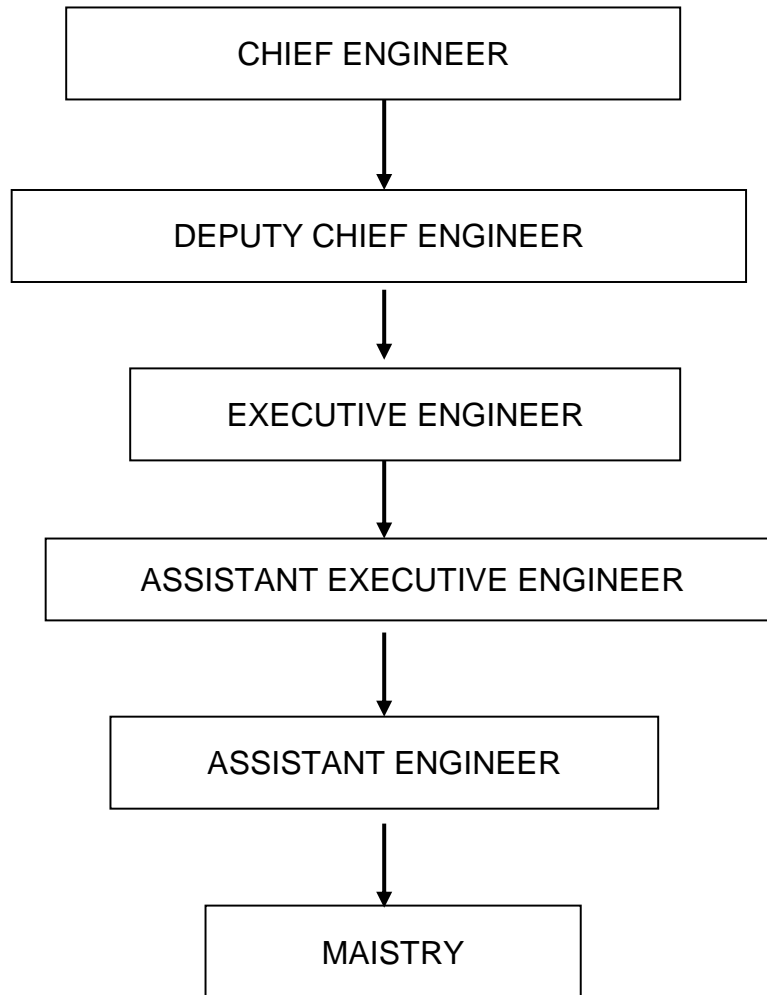 CHIEF ENGINEER
DEPUTY CHIEF ENGINEER
EXECUTIVE ENGINEER
ASSISTANT EXECUTIVE ENGINEER
ASSISTANT ENGINEER
MAISTRY